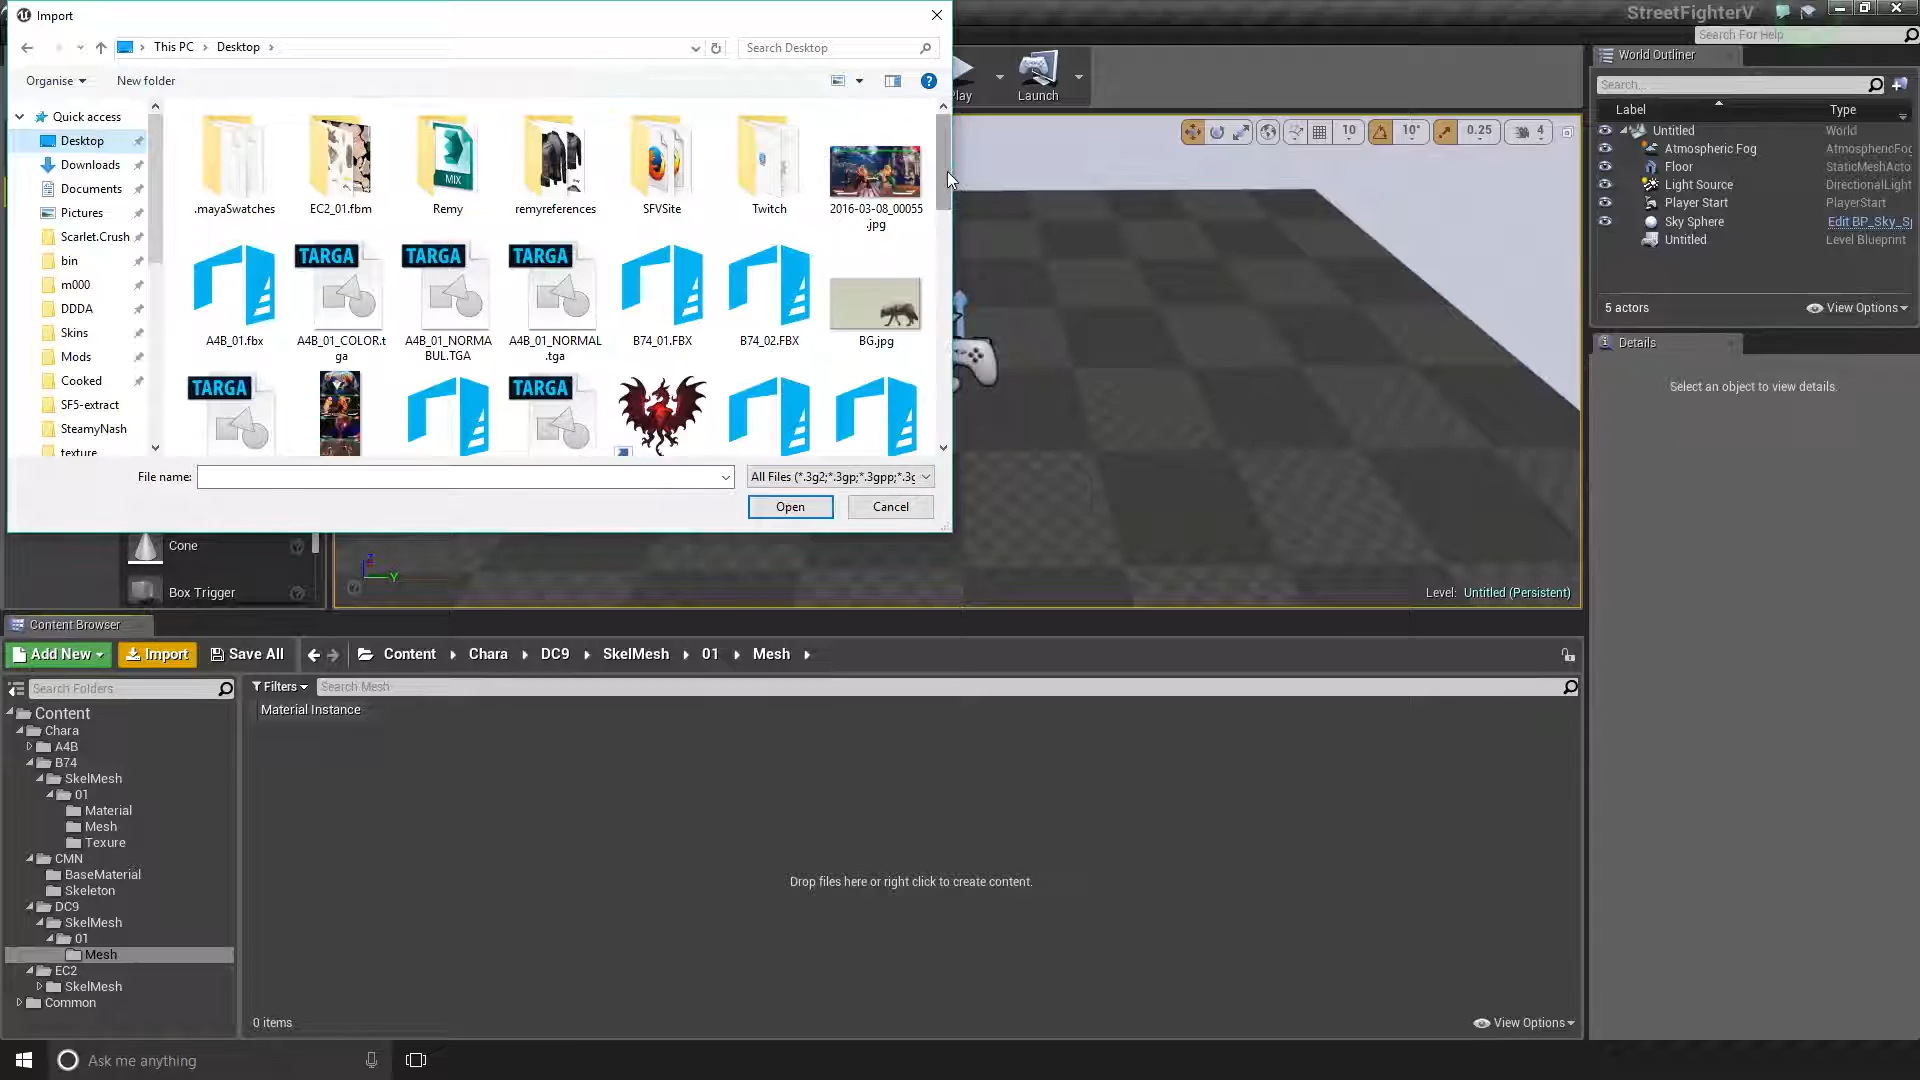 Import
StreetFighterV
This PC
Desktop
Search Desktop
Search For Help
Organise
New folder
Play
Launch
World Outliner
Search...
Label
Type
Quick access
Desktop
Downloads
Documents
Pictures
Scarlet.Crush
bin
m000
DDDA
Skins
Mods
Cooked
SF5-extract
SteamyNash
texture
MIX
.mayaSwatches
EC2_01.fbm
Remy
remyreferences
SFVSite
Twitch
2016-03-08_00055
.jpg
TARGA
TARGA
TARGA
A4B_01.fbx
A4B_01_COLOR.t
ga
A4B_01_NORMA
BUL.TGA
A4B_01_NORMAL
.tga
B74_01.FBX
B74_02.FBX
BG.jpg
TARGA
TARGA
File name:
All Files (*.3g2;*.3gp;*.3gpp;*.3g
Open
Cancel
10
10°
0.25
4
Untitled
World
Atmospheric Fog
AtmosphericFog
Floor
StaticMeshActo
Light Source
DirectionalLight
Player Start
PlayerStart
Sky Sphere
Edit BP_Sky_S
Untitled
Level Blueprint
5 actors
View Options
Details
Select an object to view details.
Cone
Box Trigger
Y
Level: Untitled (Persistent)
Content Browser
Add New
Import
Save All
Content
Chara
DC9
SkelMesh
01
Mesh
Search Folders
Filters
Search Mesh
Material Instance
Content
Chara
A4B
B74
SkelMesh
01
Material
Mesh
Texure
CMN
BaseMaterial
Skeleton
DC9
SkelMesh
01
Mesh
EC2
SkelMesh
Common
Drop files here or right click to create content.
0 items
View Options
Ask me anything